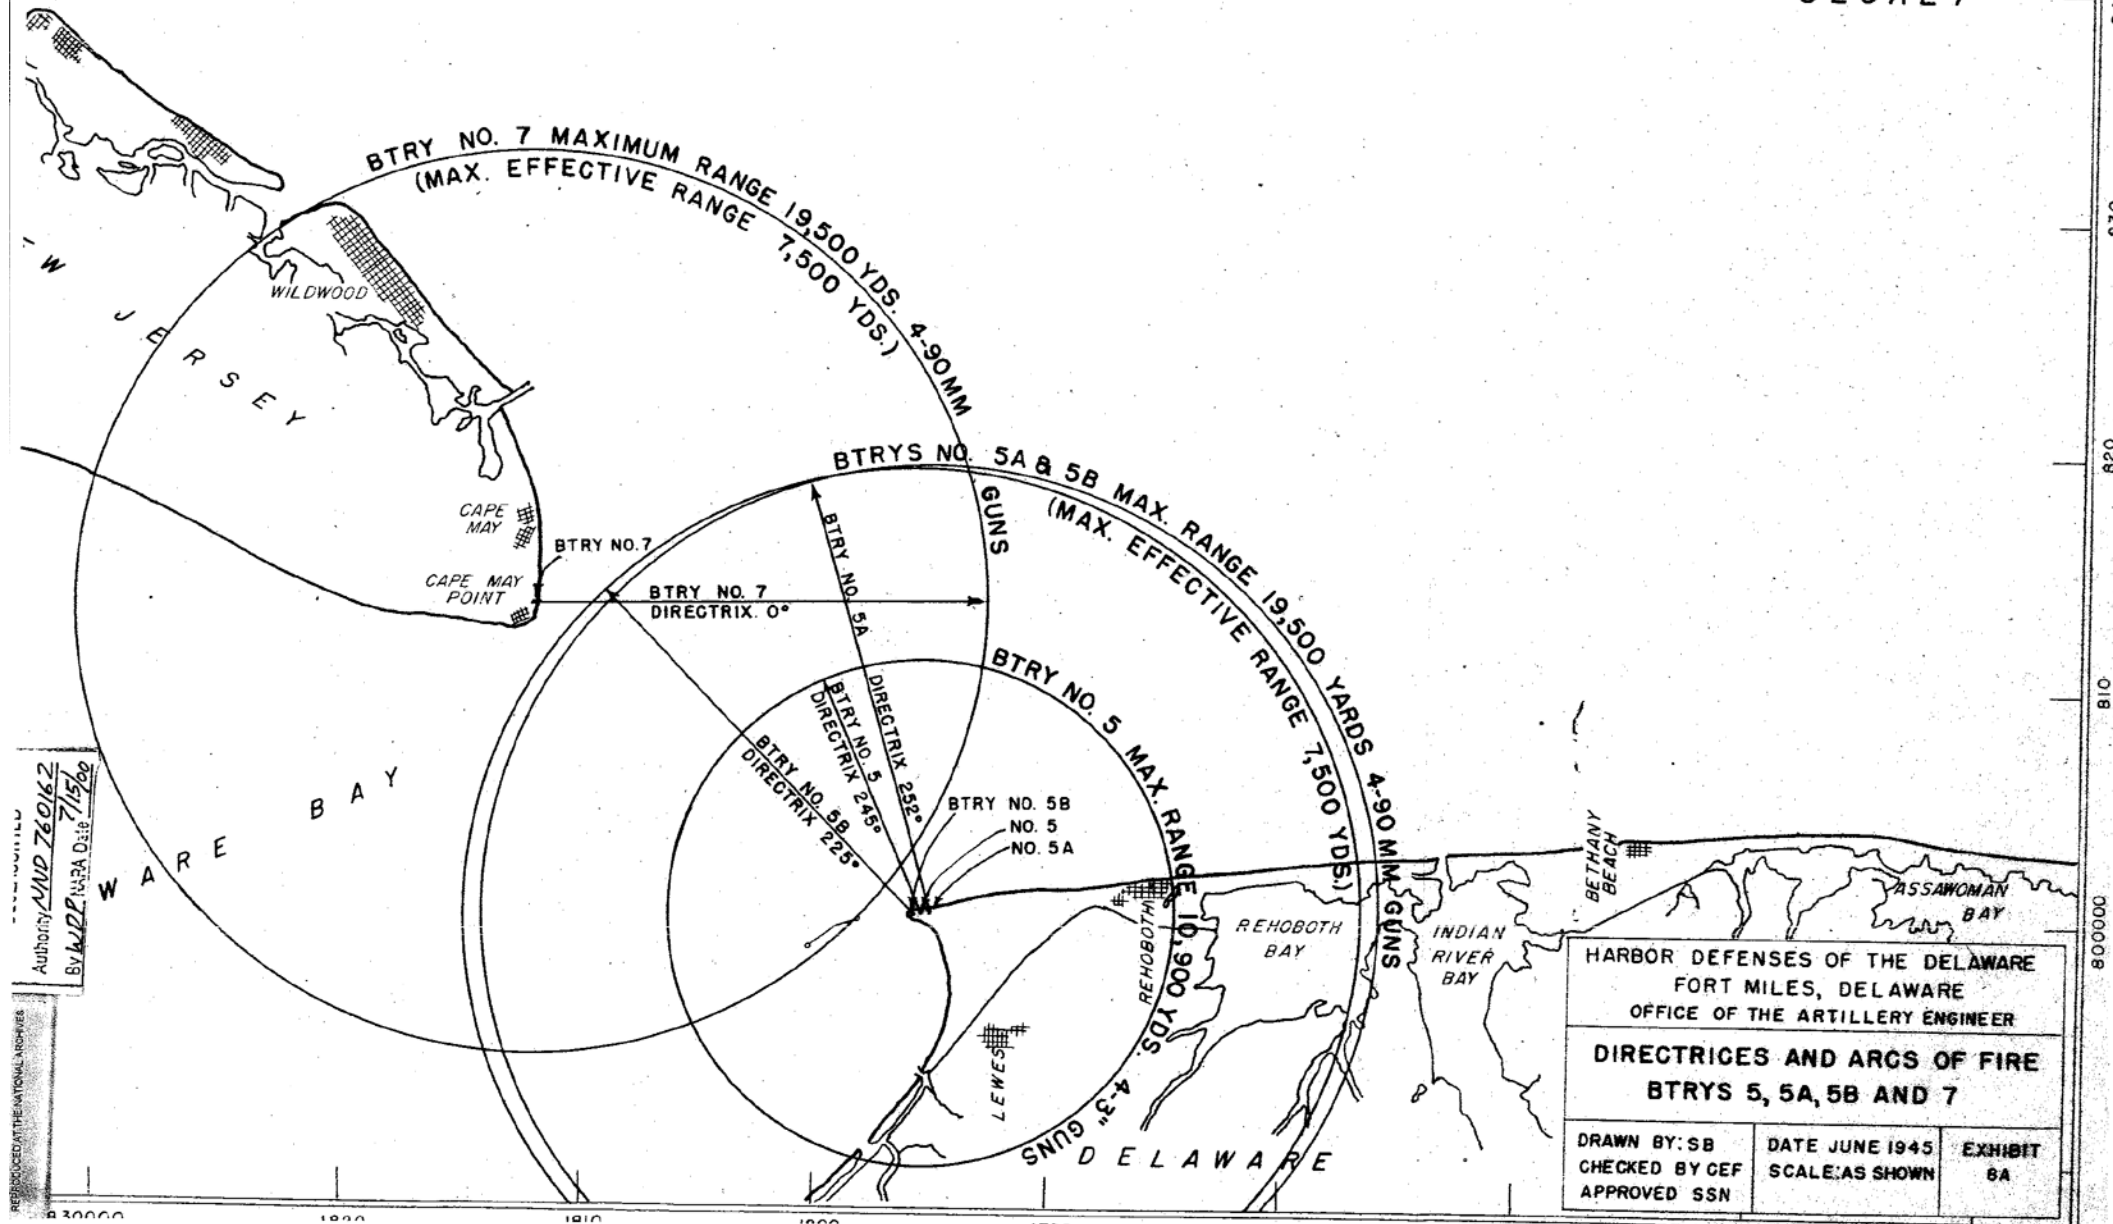 BTRY NO. 7 MAXIMUM RANGE 19,500 YDS. 4-90MM GUNS
(MAX. EFFECTIVE RANGE 7,500 YDS.)
WILDWOOD
W JERSEY
BTRYS NO. 5A & 5B MAX. RANGE 19,500 YARDS 4-90 MM GUNS
(MAX. EFFECTIVE RANGE 7,500 YDS.)
CAPE
MAY
BTRY NO. 7
CAPE MAY
POINT
BTRY NO. 7
DIRECTRIX. 0°
BTRY NO. 5A DIRECTRIX 252°
BTRY NO. 5
DIRECTRIX 245°
BTRY NO. 5B
DIRECTRIX 225°
BTRY NO. 5 MAX. RANGE 10,900 YDS. 4-3" GUNS
BTRY NO. 5B
NO. 5
NO. 5A
WARE BAY
REHOBOTH
REHOBOTH
BAY
INDIAN
RIVER
BAY
BETHANY
BEACH
ASSAWOMAN
BAY
LEWES
DELAWARE
820
810
800000
Authority NND 760162
By WDP NARA Date 7/15/00
REPRODUCED AT THE NATIONAL ARCHIVES
HARBOR DEFENSES OF THE DELAWARE
FORT MILES, DELAWARE
OFFICE OF THE ARTILLERY ENGINEER
DIRECTRICES AND ARCS OF FIRE
BTRYS 5, 5A, 5B AND 7
DRAWN BY: SB
CHECKED BY CEF
APPROVED SSN
DATE JUNE 1945
SCALE: AS SHOWN
EXHIBIT
8A